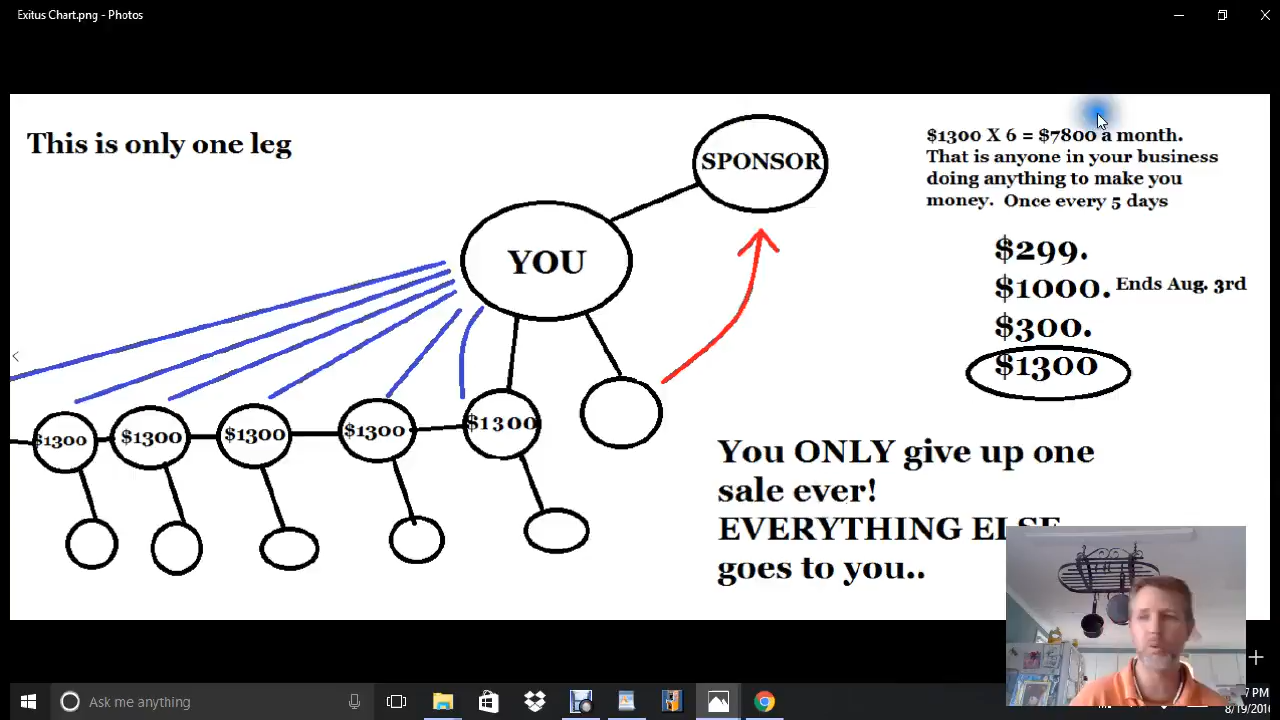 Exitus Chart.png - Photos
This is only one leg
SPONSOR
YOU
$1300 X 6 = $7800 a month.
That is anyone in your business
doing anything to make you
money. Once every 5 days
$299.
$1000. Ends Aug. 3rd
$300.
$1300
$1300
$1300
$1300
$1300
$1300
You ONLY give up one
sale ever!
EVERYTHING ELSE
goes to you..
Ask me anything
7 PM